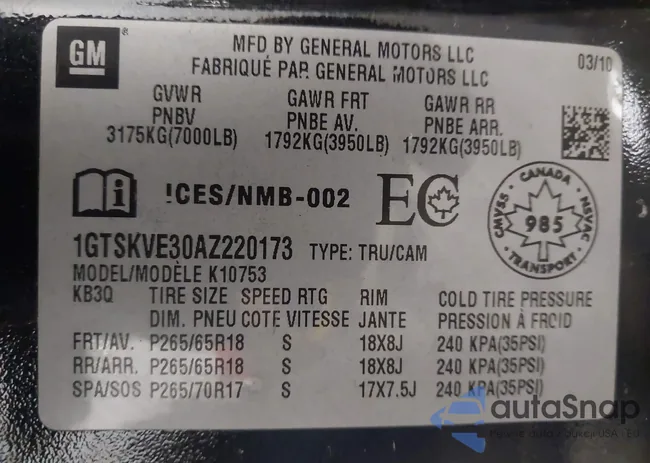 GM
MFD BY GENERAL MOTORS LLC
FABRIQUÉ PAR GENERAL MOTORS LLC
03/10
GVWR GAWR FRT GAWR RR
PNBV PNBE AV. PNBE ARR.
3175KG(7000LB) 1792KG(3950LB) 1792KG(3950LB)
!CES/NMB-002 EC
CANADA
CMVSS 985 NSVAC
TRANSPORT
1GTSKVE30AZ220173 TYPE: TRU/CAM
MODEL/MODÈLE K10753
KB3Q TIRE SIZE SPEED RTG RIM COLD TIRE PRESSURE
DIM. PNEU COTE VITESSE JANTE PRESSION À FROID
FRT/AV. P265/65R18 S 18X8J 240 KPA(35PSI)
RR/ARR. P265/65R18 S 18X8J 240 KPA(35PSI)
SPA/SOS P265/70R17 S 17X7.5J 240 KPA(35PSI)
autoSnap